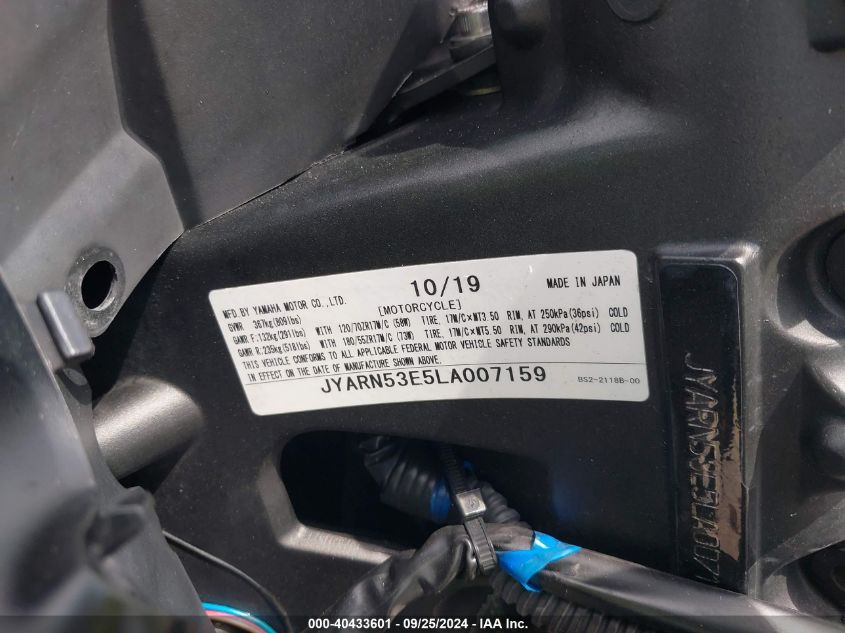 10/19
MFD.BY YAMAHA MOTOR CO.,LTD. [MOTORCYCLE] MADE IN JAPAN
GVWR 367kg(809lbs)
GAWR F.:132kg(291lbs) WITH 120/70ZR17M/C (58W) TIRE, 17M/C×MT3.50 RIM, AT 250kPa(36psi) COLD
GAWR R:235kg(518lbs) WITH 180/55ZR17M/C (73W) TIRE, 17M/C×MT5.50 RIM, AT 290kPa(42psi) COLD
THIS VEHICLE CONFORMS TO ALL APPLICABLE FEDERAL MOTOR VEHICLE SAFETY STANDARDS
IN EFFECT ON THE DATE OF MANUFACTURE SHOWN ABOVE.
JYARN53E5LA007159
BS2-2118B-00
JYARN53E5LA007
000-40433601 - 09/25/2024 - IAA Inc.